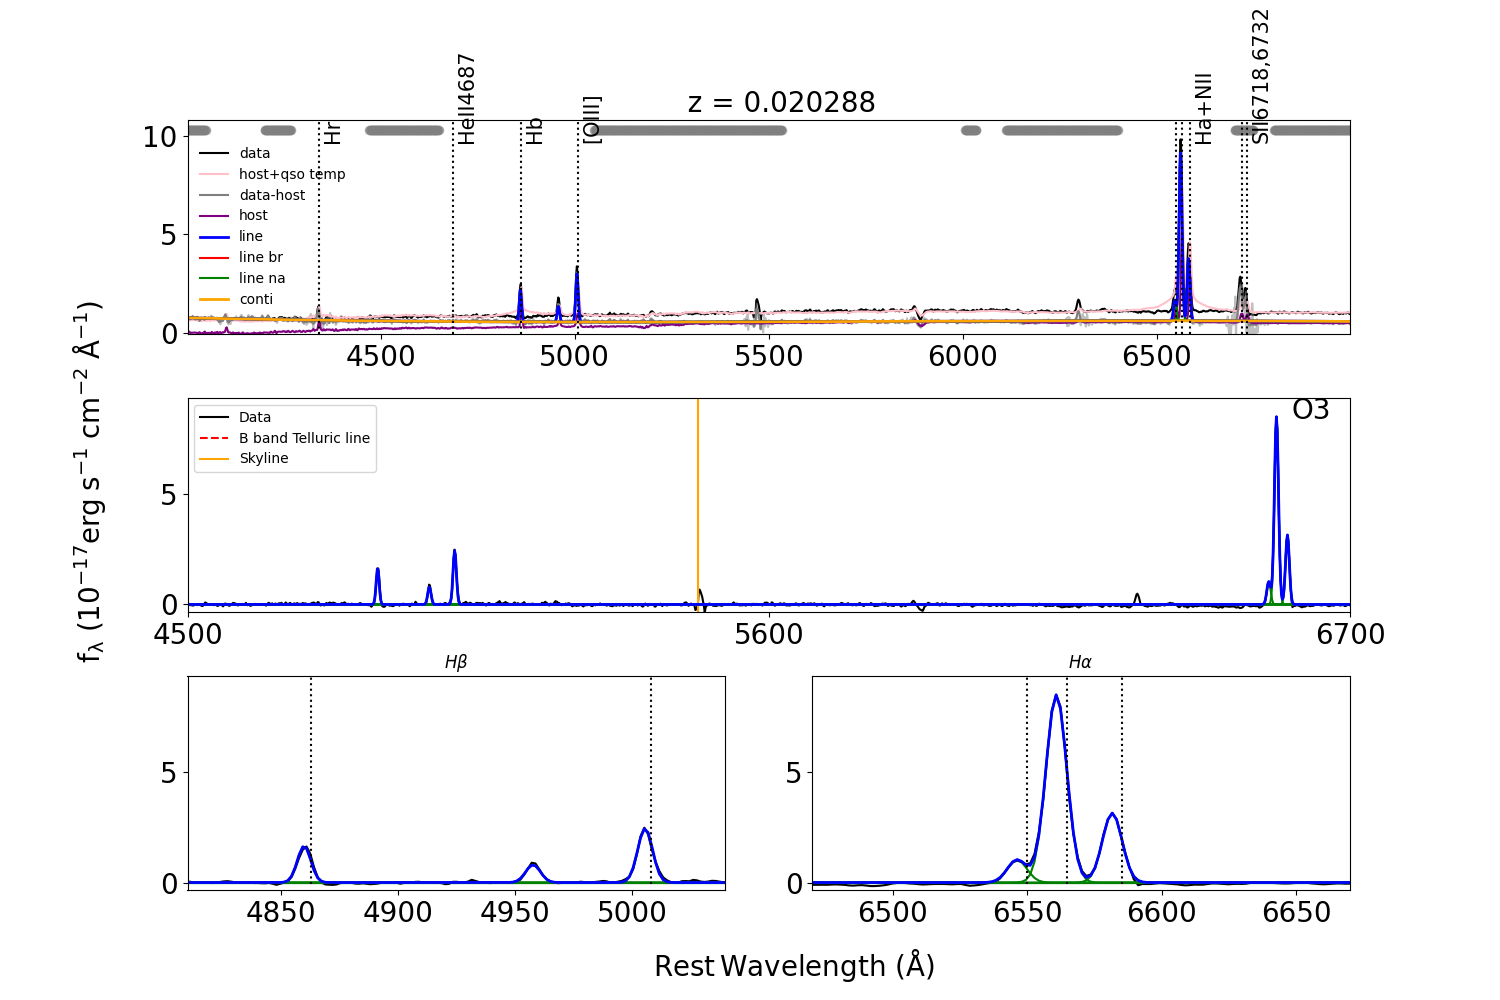 z = 0.020288
Hr
HeII4687
Hb
[OIII]
Ha+NII
SII6718,6732
10
5
0
data
host+qso temp
data-host
host
line
line br
line na
conti
4500
5000
5500
6000
6500
fλ (10−17erg s−1 cm−2 Å−1)
5
0
Data
B band Telluric line
Skyline
O3
4500
5600
6700
Hβ
5
0
4850
4900
4950
5000
Hα
5
0
6500
6550
6600
6650
Rest Wavelength (Å)